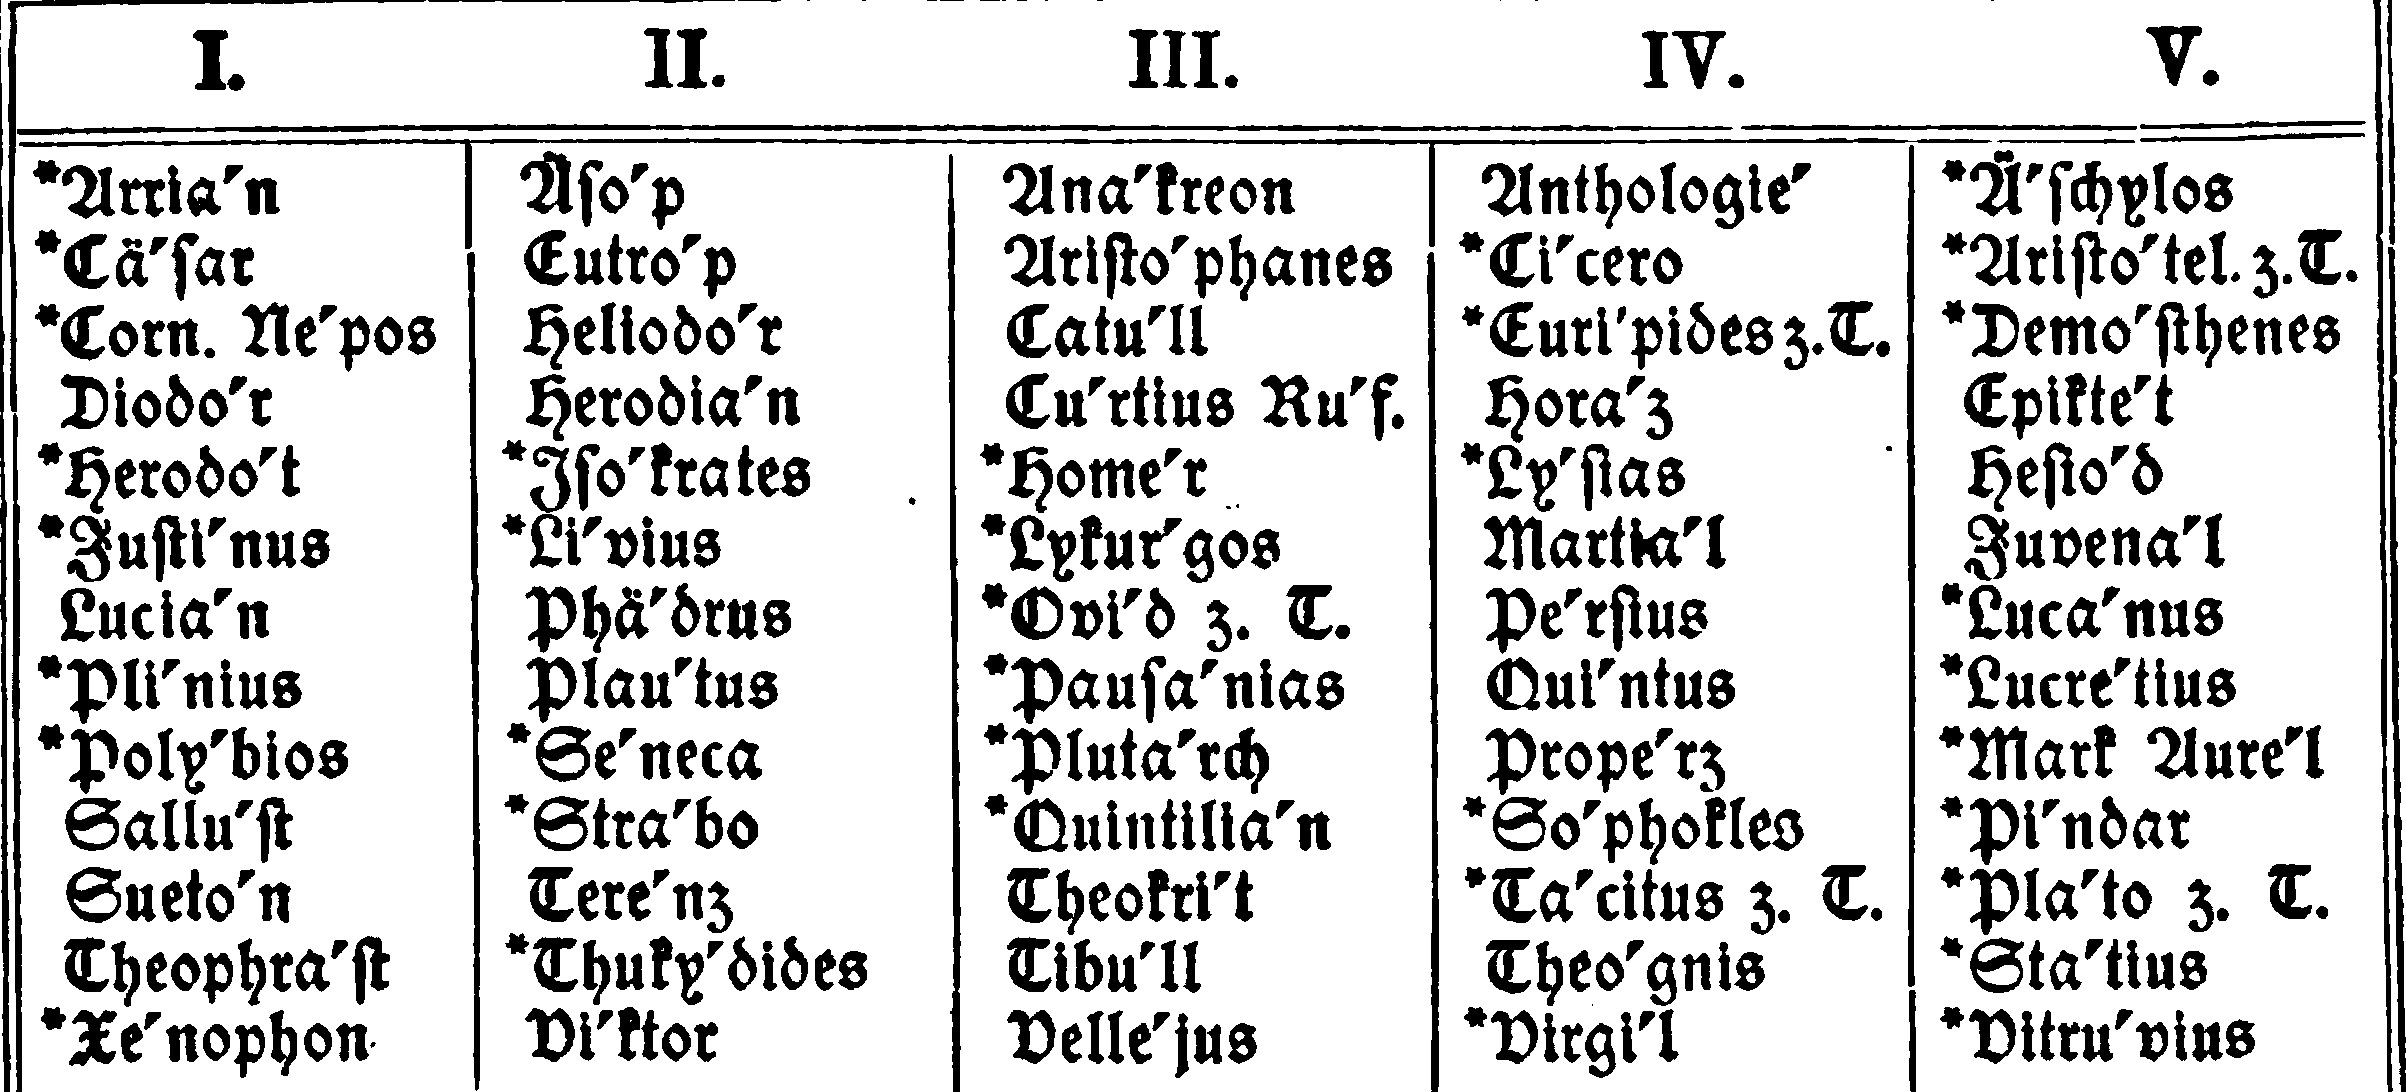 I. II. III. IV. V.
*Arria´n Äſo´p Ana´kreon Anthologie´ *Ä´ſchylos
*Cä´ſar Eutro´p Ariſto´phanes *Ci´cero *Ariſto´tel. z. T.
*Corn. Ne´pos Heliodo´r Catu´ll *Euri´pides z. T. *Demo´ſthenes
Diodo´r Herodia´n Cu´rtius Ru´f. Hora´z Epikte´t
*Herodo´t *Iſo´krates *Home´r *Ly´ſias Heſio´d
*Juſti´nus *Li´vius *Lykur´gos Martia´l Juvena´l
Lucia´n Phä´drus *Ovi´d z. T. Pe´rſius *Luca´nus
*Pli´nius Plau´tus *Pauſa´nias Qui´ntus *Lucre´tius
*Poly´bios *Se´neca *Pluta´rch Prope´rz *Mark Aure´l
Sallu´ſt *Stra´bo *Quintilia´n *So´phokles *Pi´ndar
Sueto´n Tere´nz Theokri´t *Ta´citus z. T. *Pla´to z. T.
Theophra´ſt *Thuky´dides Tibu´ll Theo´gnis *Sta´tius
*Xe´nophon Vi´ktor Velle´jus *Virgi´l *Vitru´vius